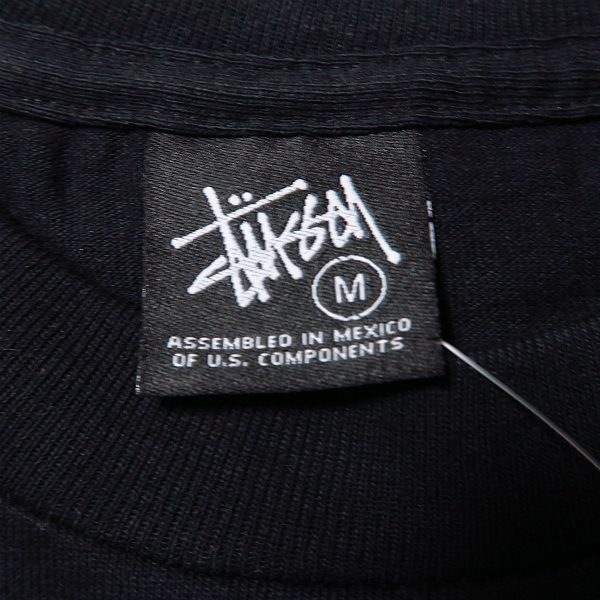 Stüssy
M
ASSEMBLED IN MEXICO
OF U.S. COMPONENTS